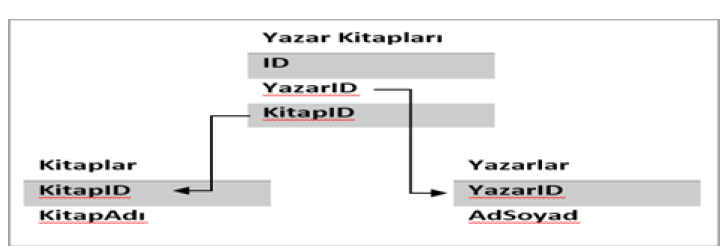 Yazar Kitapları
ID
YazarID
KitapID
Kitaplar
KitapID
KitapAdı
Yazarlar
YazarID
AdSoyad